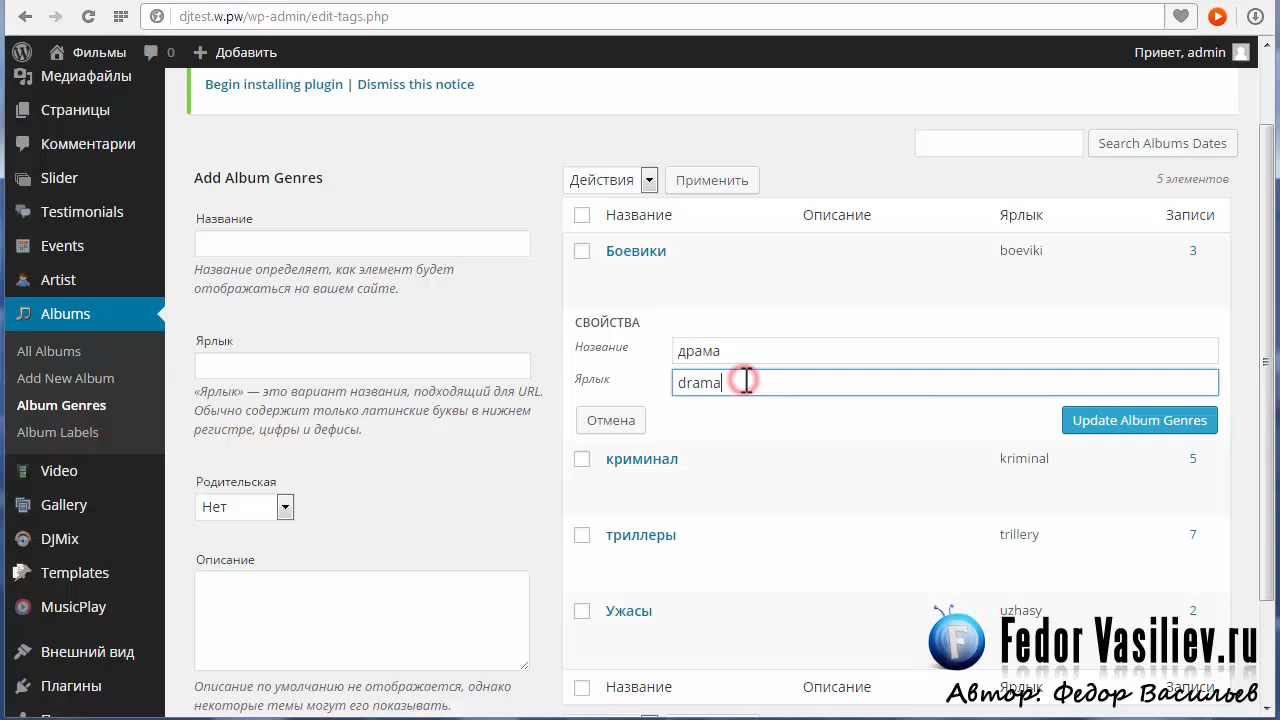 djtest.w.pw/wp-admin/edit-tags.php
Фильмы 0 Добавить Привет, admin
Медиафайлы
Страницы
Комментарии
Slider
Testimonials
Events
Artist
Albums
All Albums
Add New Album
Album Genres
Album Labels
Video
Gallery
DJMix
Templates
MusicPlay
Внешний вид
Плагины
Begin installing plugin | Dismiss this notice
Search Albums Dates
Add Album Genres
Название
Название определяет, как элемент будет
отображаться на вашем сайте.
Ярлык
«Ярлык» — это вариант названия, подходящий для URL.
Обычно содержит только латинские буквы в нижнем
регистре, цифры и дефисы.
Родительская
Нет
Описание
Описание по умолчанию не отображается, однако
некоторые темы могут его показывать.
Действия Применить 5 элементов
Название Описание Ярлык Записи
Боевики boeviki 3
СВОЙСТВА
Название драма
Ярлык drama
Отмена Update Album Genres
криминал kriminal 5
триллеры trillery 7
Ужасы uzhasy 2
Название Ярлык Записи
F Fedor Vasiliev.ru
Автор: Федор Васильев